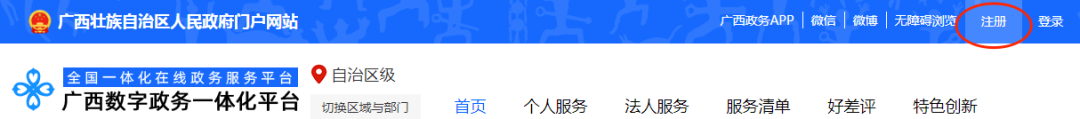 广西壮族自治区人民政府门户网站 广西政务APP 微信 微博 无障碍浏览 注册 登录
全国一体化在线政务服务平台 自治区级
广西数字政务一体化平台 切换区域与部门 首页 个人服务 法人服务 服务清单 好差评 特色创新